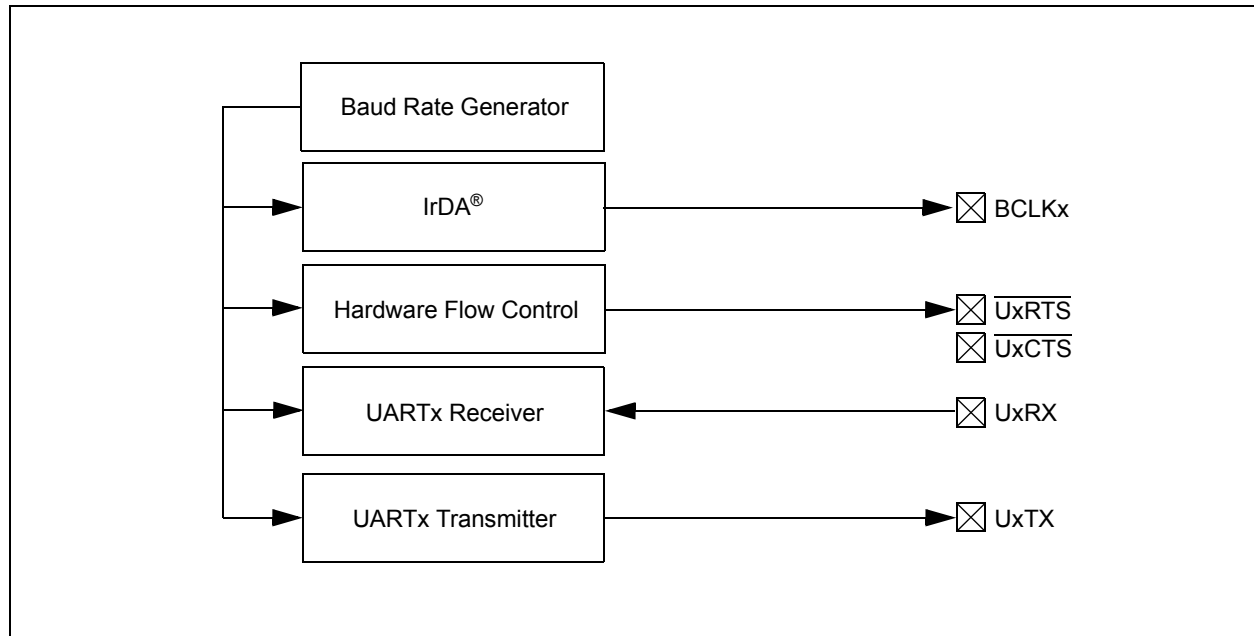 Baud Rate Generator
IrDA®
BCLKx
Hardware Flow Control
UxRTS
UxCTS
UARTx Receiver
UxRX
UARTx Transmitter
UxTX